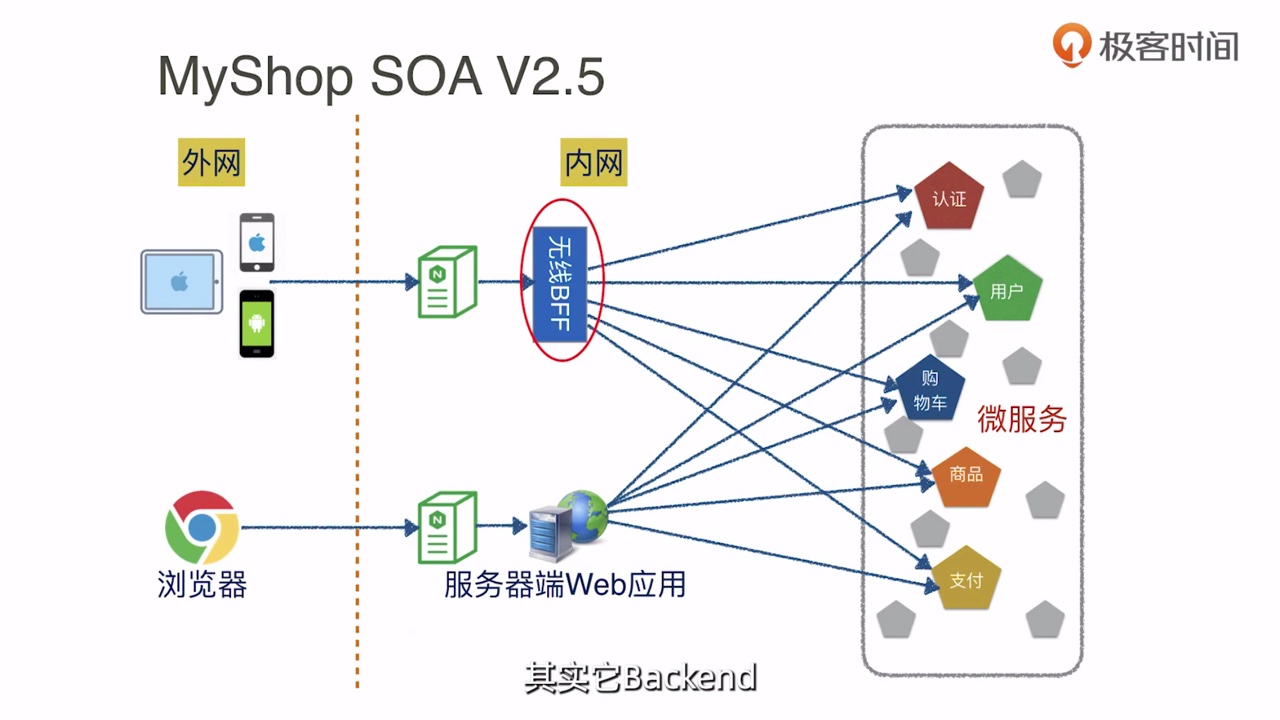 极客时间
MyShop SOA V2.5
外网
内网
无线BFF
认证
用户
购
物车
微服务
商品
支付
浏览器
服务器端Web应用
其实它Backend